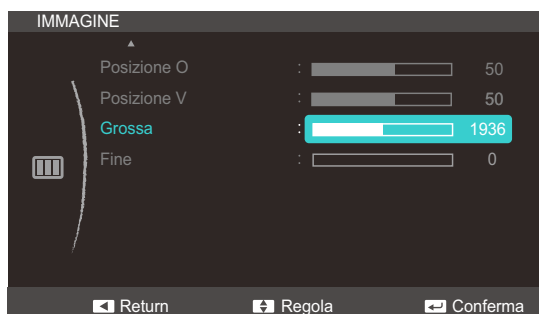 IMMAGINE
Posizione O : 50
Posizione V : 50
Grossa : 1936
Fine : 0
Return Regola Conferma